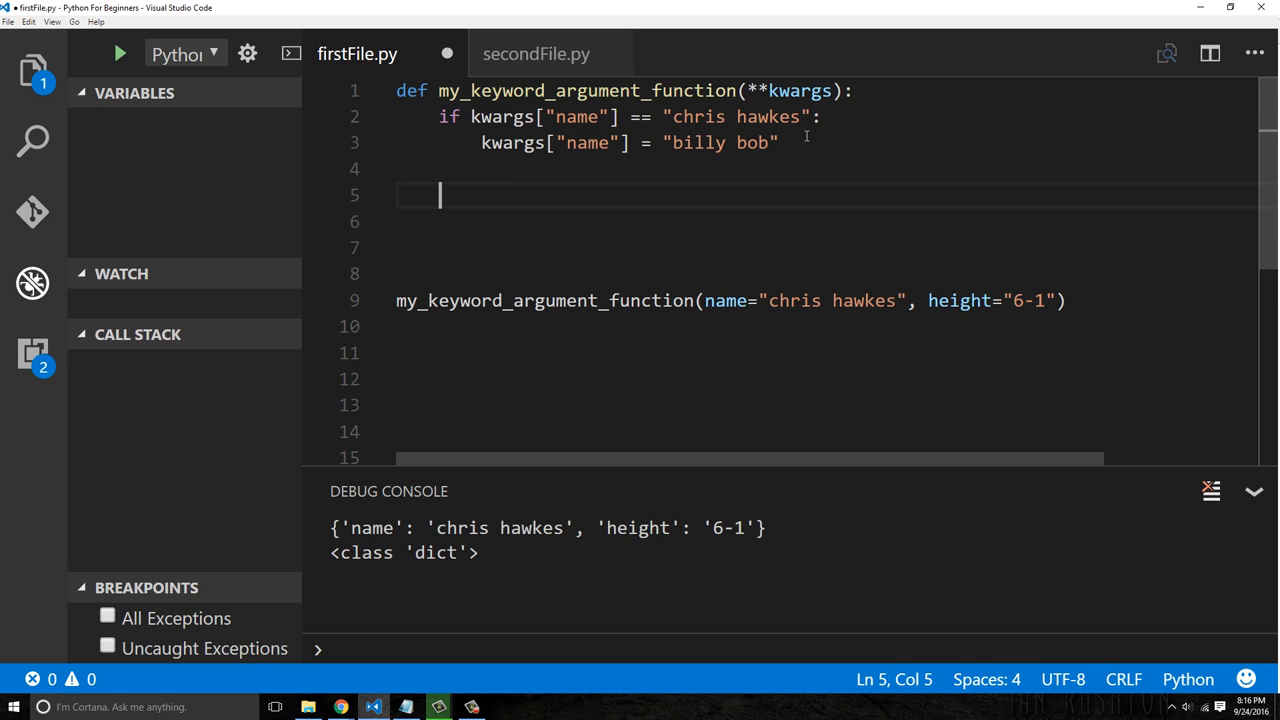 ● firstFile.py - Python For Beginners - Visual Studio Code
File Edit View Go Help
Python
firstFile.py
secondFile.py
1
2
VARIABLES
WATCH
CALL STACK
BREAKPOINTS
All Exceptions
Uncaught Exceptions
1 def my_keyword_argument_function(**kwargs):
2 if kwargs["name"] == "chris hawkes":
3 kwargs["name"] = "billy bob"
4
5
6
7
8
9 my_keyword_argument_function(name="chris hawkes", height="6-1")
10
11
12
13
14
15
DEBUG CONSOLE
{'name': 'chris hawkes', 'height': '6-1'}
<class 'dict'>
0 0
Ln 5, Col 5 Spaces: 4 UTF-8 CRLF Python
I'm Cortana. Ask me anything.
8:16 PM
9/24/2016